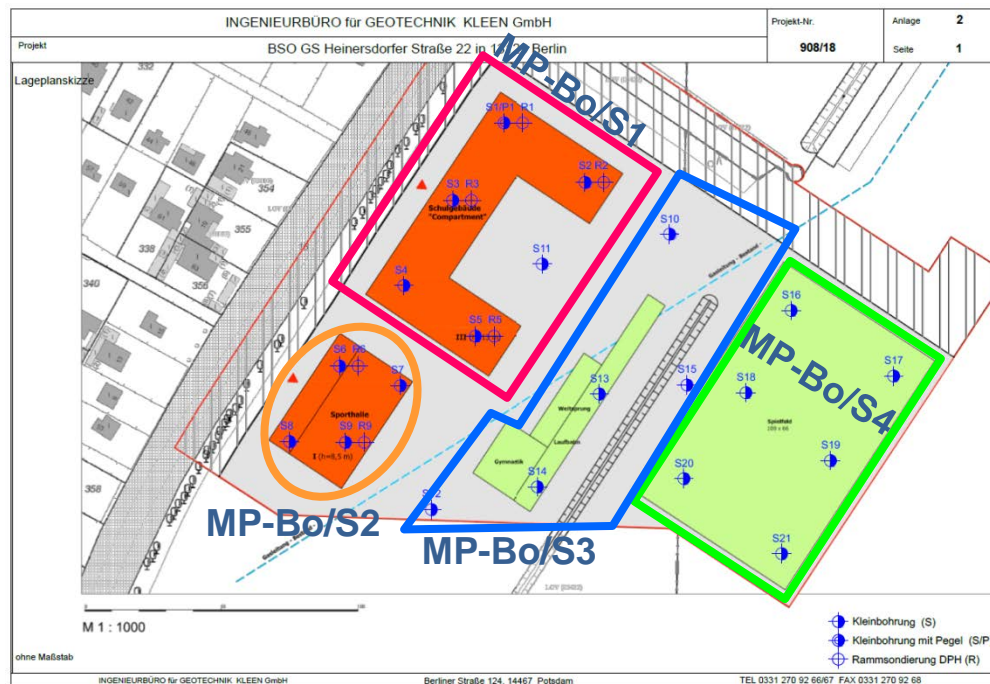 INGENIEURBÜRO für GEOTECHNIK KLEEN GmbH
Projekt-Nr.
Anlage 2
Projekt
BSO GS Heinersdorfer Straße 22 in Berlin
908/18
Seite 1
Lageplanskizze
MP-Bo/S1
332
S1/P1 R1
S2 R2
354
S3 R3
Schulgebäude
"Compartment"
355
338
356
340
S10
S11
Gasleitung - Bestand -
S4
S16
S5 R5
III
MP-Bo/S4
S6 R6
S7
S17
S15
S18
S13
Weitsprung
Spielfeld
Sporthalle
S8
S9 R9
I (h=8,5 m)
Laufbahn
S19
Gymnastik
S20
S14
358
MP-Bo/S2
MP-Bo/S3
S21
M 1 : 1000
Kleinbohrung (S)
Kleinbohrung mit Pegel (S/P
Rammsondierung DPH (R)
ohne Maßstab
INGENIEURBÜRO für GEOTECHNIK KLEEN GmbH
Berliner Straße 124, 14467 Potsdam
TEL 0331 270 92 66/67 FAX 0331 270 92 68